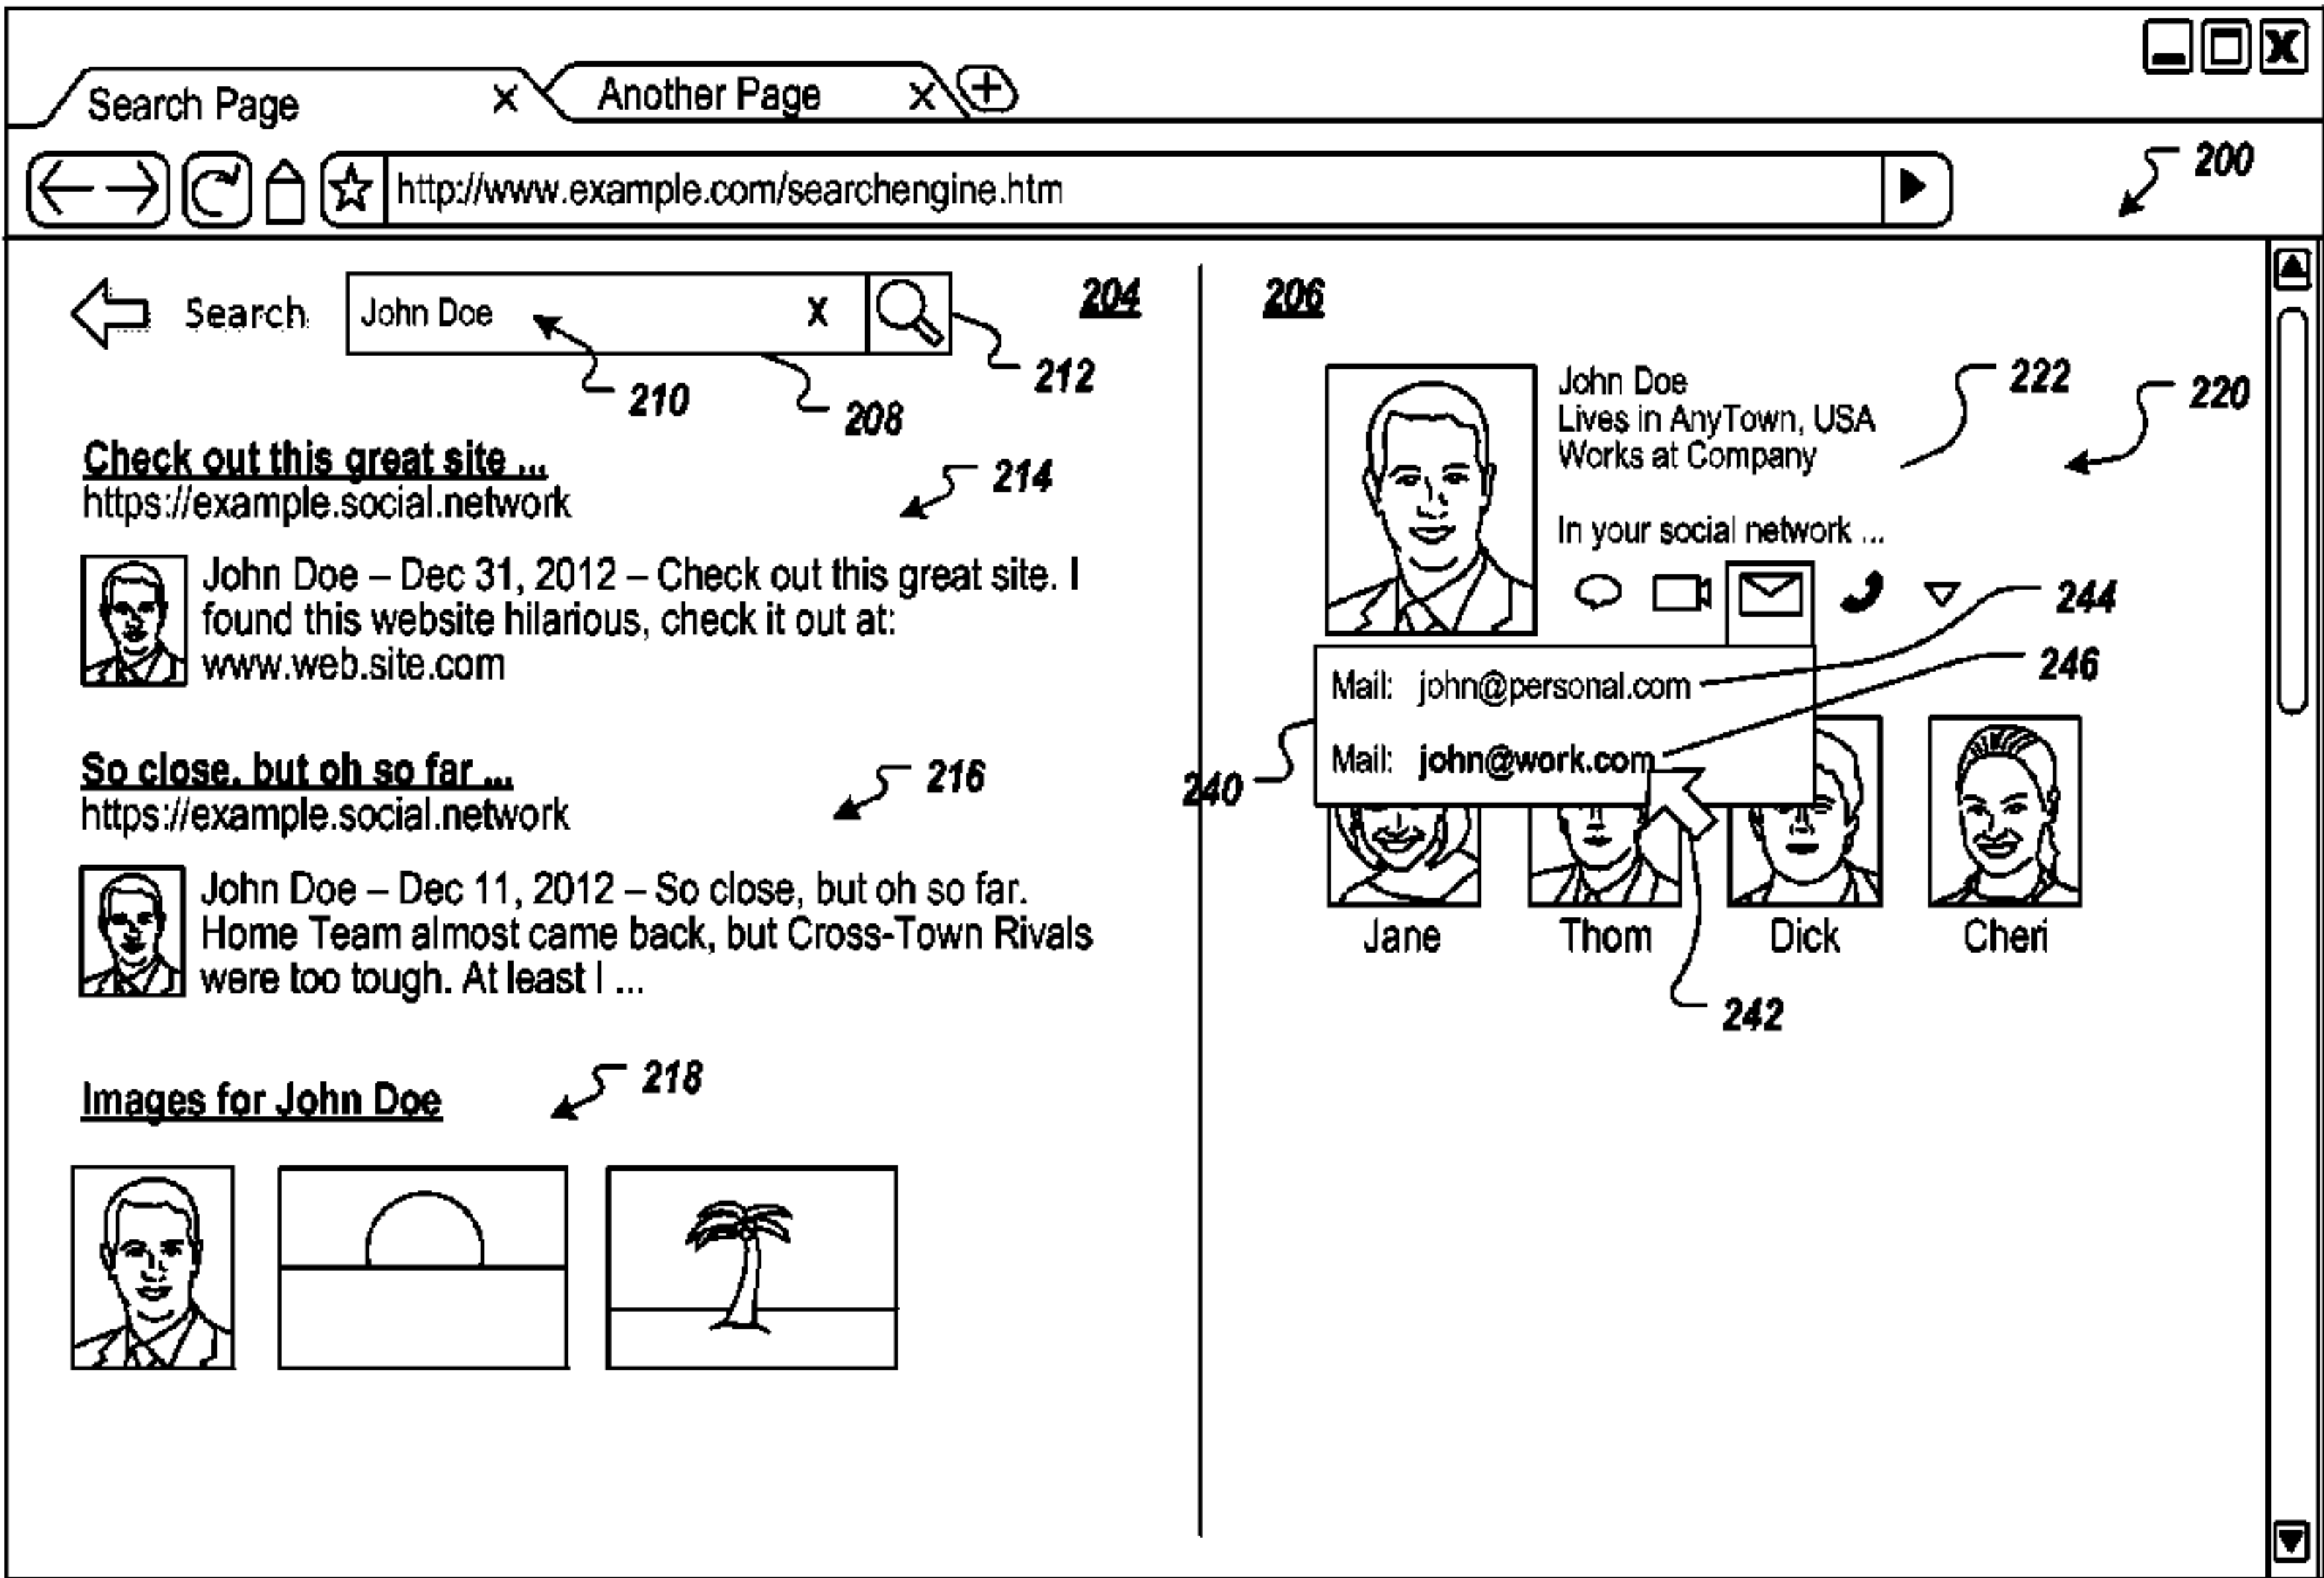 Search Page X Another Page X +
http://www.example.com/searchengine.htm
200
Search John Doe X
204
206
210
208
212
Check out this great site ...
https://example.social.network
214
John Doe – Dec 31, 2012 – Check out this great site. I
found this website hilarious, check it out at:
www.web.site.com
So close, but oh so far ...
https://example.social.network
216
John Doe – Dec 11, 2012 – So close, but oh so far.
Home Team almost came back, but Cross-Town Rivals
were too tough. At least I ...
Images for John Doe
218
John Doe
Lives in AnyTown, USA
Works at Company
222
220
In your social network ...
244
246
Mail: john@personal.com
Mail: john@work.com
240
Jane Thom Dick Cheri
242